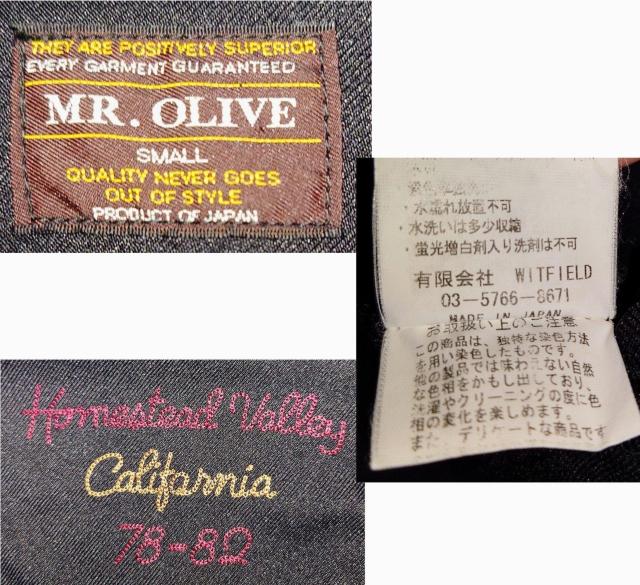 THEY ARE POSITIVELY SUPERIOR
EVERY GARMENT GUARANTEED
MR. OLIVE
SMALL
QUALITY NEVER GOES
OUT OF STYLE
PRODUCT OF JAPAN
・水濡れ放置不可
・水洗いは多少収縮
・蛍光増白剤入り洗剤は不可
有限会社 WITFIELD
03-5766-8671
MADE IN JAPAN
お取扱い上のご注意
この商品は、独特な染色方法
を用い染色したものです。
他の製品では味わえない自然
な色相をかもし出しており、
洗濯やクリーニングの度に色
相の変化を楽しめます。
また、デリケートな商品です
Homestead Valley
California
78-82